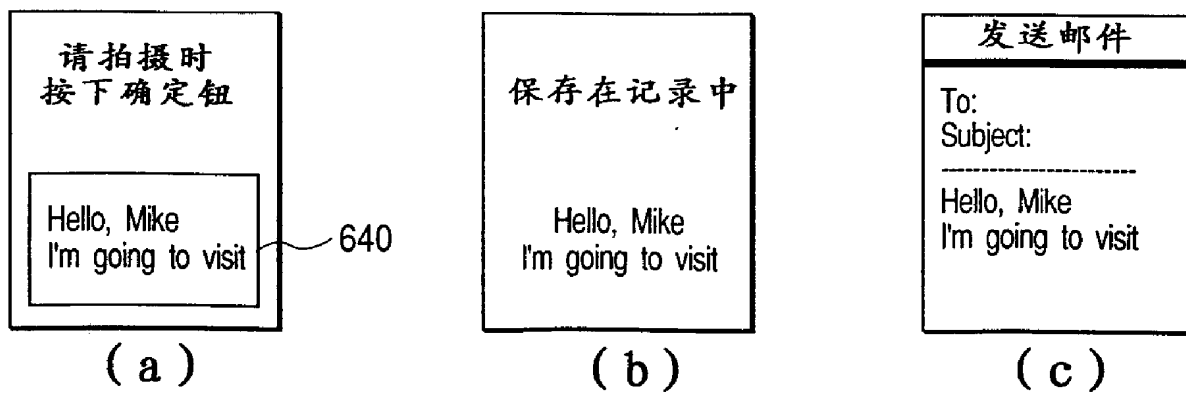 请拍摄时
按下确定钮
Hello, Mike
I'm going to visit
640
(a)
保存在记录中
Hello, Mike
I'm going to visit
(b)
发送邮件
To:
Subject:
--------------------------
Hello, Mike
I'm going to visit
(c)